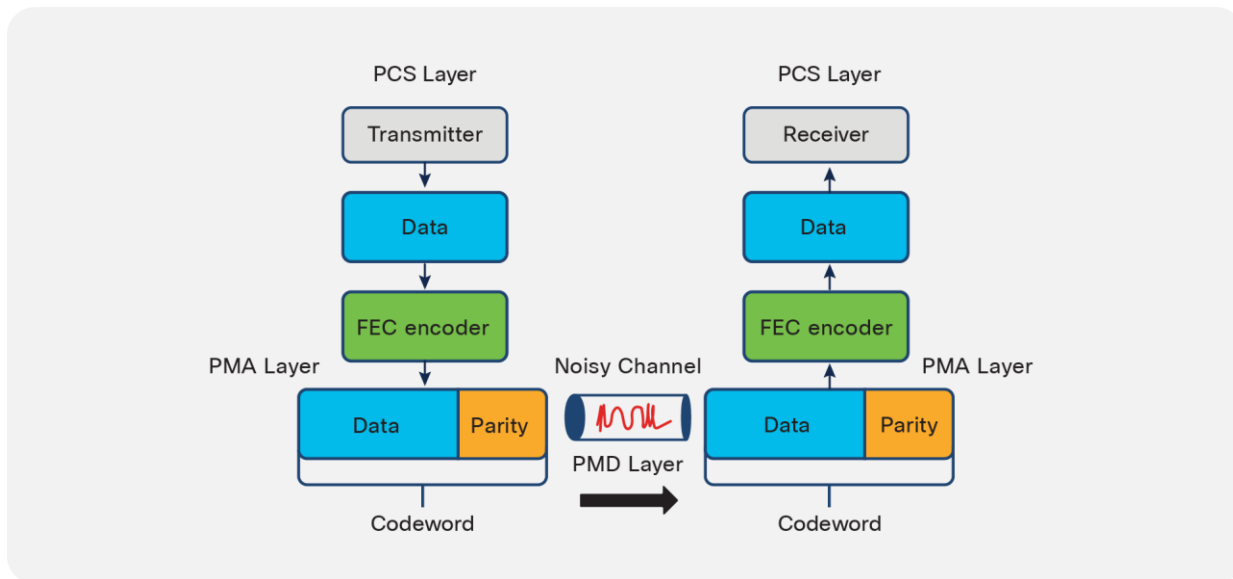 PCS Layer
Transmitter
Data
FEC encoder
PMA Layer
Data
Parity
Codeword
Noisy Channel
PMD Layer
PCS Layer
Receiver
Data
FEC encoder
PMA Layer
Data
Parity
Codeword